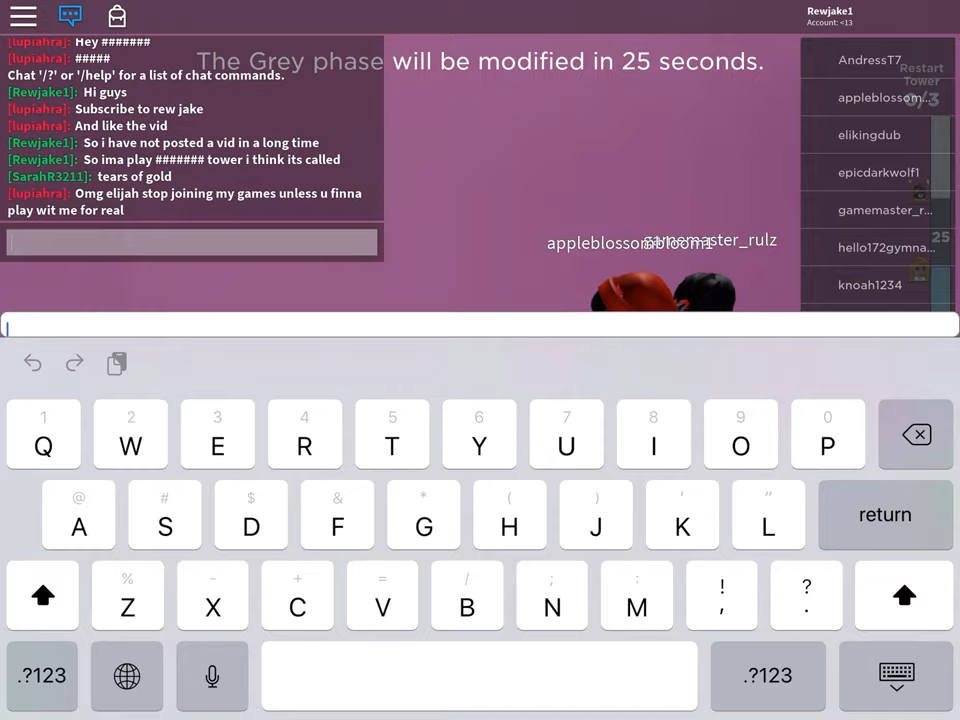 Rewjake1
Account: <13
[lupiahra]: Hey #######
[lupiahra]: #####
Chat '/?' or '/help' for a list of chat commands.
[Rewjake1]: Hi guys
[lupiahra]: Subscribe to rew jake
[lupiahra]: And like the vid
[Rewjake1]: So i have not posted a vid in a long time
[Rewjake1]: So ima play ####### tower i think its called
[SarahR3211]: tears of gold
[lupiahra]: Omg elijah stop joining my games unless u finna
play wit me for real
The Grey phase will be modified in 25 seconds.
AndressT7
Restart
Tower
0/3
appleblossom...
elikingdub
epicdarkwolf1
gamemaster_r...
25
hello172gymna...
knoah1234
appleblossombloom1
gamemaster_rulz
1 2 3 4 5 6 7 8 9 0
Q W E R T Y U I O P
@ # $ & * ( ) ' "
A S D F G H J K L return
% - + = / ; : ! ?
Z X C V B N M , .
.?123 .?123